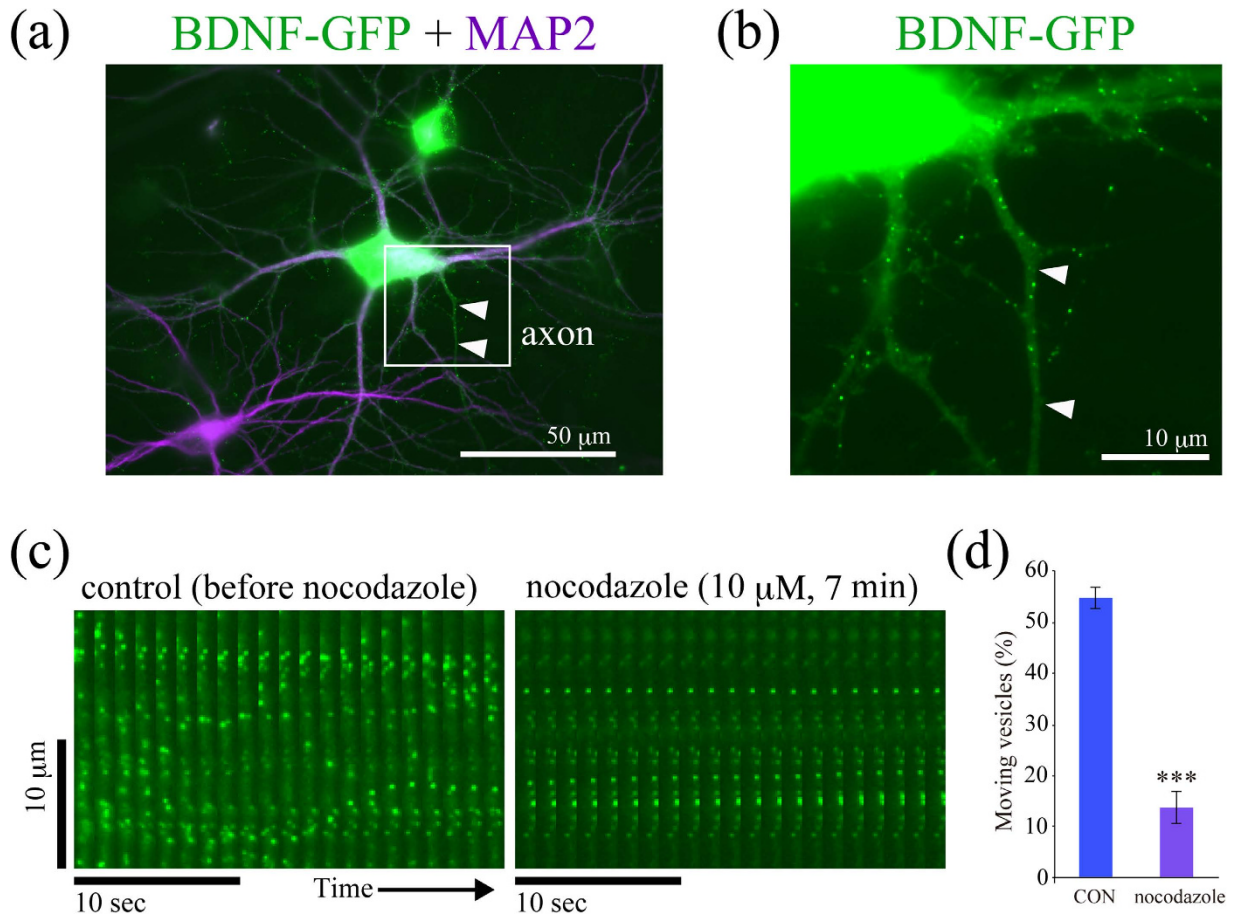 (a) BDNF-GFP + MAP2
axon
50 μm
(b) BDNF-GFP
10 μm
(c)
control (before nocodazole)
nocodazole (10 μM, 7 min)
10 μm
10 sec
Time
10 sec
(d)
Moving vesicles (%)
60
50
40
30
20
10
0
***
CON
nocodazole